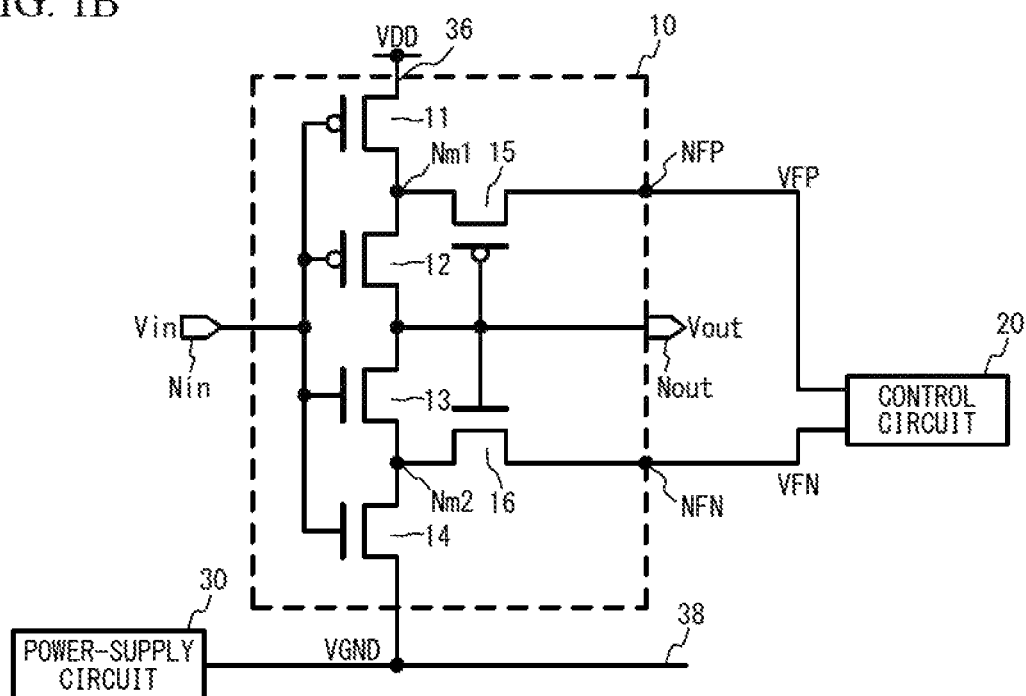 FIG. 1B
VDD
36
10
11
Nm1
15
NFP
VFP
12
Vin
Vout
20
Nin
13
Nout
CONTROL
CIRCUIT
Nm2
16
NFN
VFN
14
30
POWER-SUPPLY
CIRCUIT
VGND
38